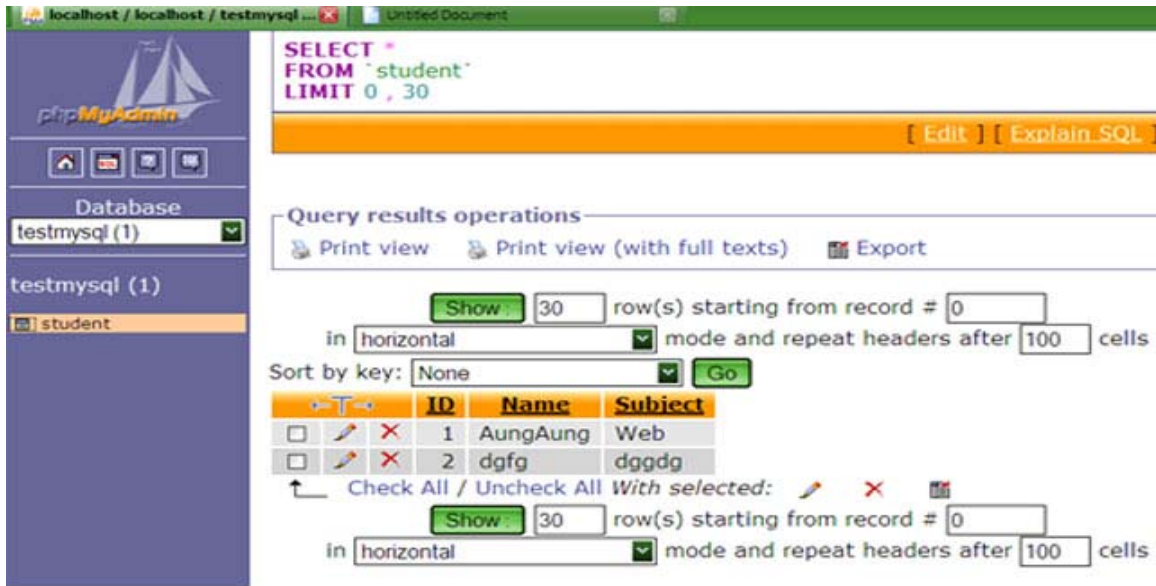 localhost / localhost / testmysql ...
Untitled Document
phpMyAdmin
Database
testmysql (1)
testmysql (1)
student
SELECT *
FROM `student`
LIMIT 0 , 30
[ Edit ] [ Explain SQL ]
Query results operations
Print view Print view (with full texts) Export
Show : 30 row(s) starting from record # 0
in horizontal mode and repeat headers after 100 cells
Sort by key: None Go
←T→ ID Name Subject
1 AungAung Web
2 dgfg dggdg
Check All / Uncheck All With selected:
Show : 30 row(s) starting from record # 0
in horizontal mode and repeat headers after 100 cells